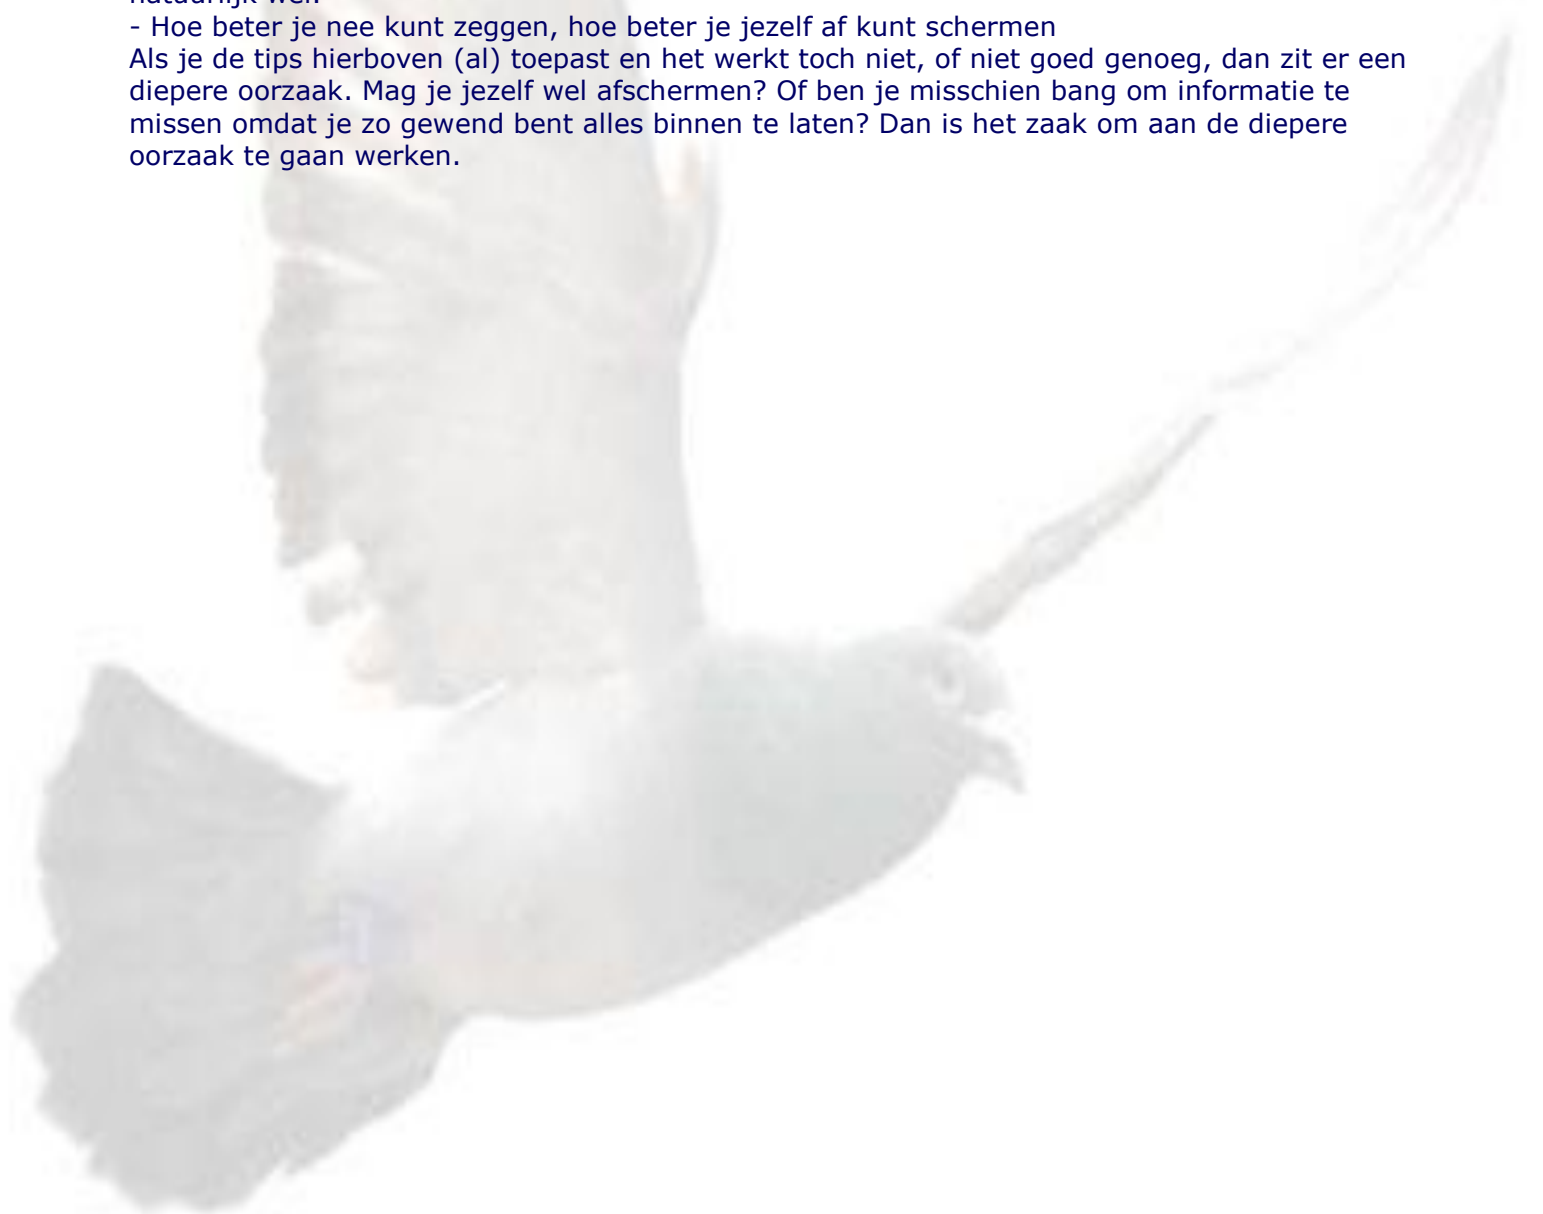 natuurlijk wel.
- Hoe beter je nee kunt zeggen, hoe beter je jezelf af kunt schermen
Als je de tips hierboven (al) toepast en het werkt toch niet, of niet goed genoeg, dan zit er een
diepere oorzaak. Mag je jezelf wel afschermen? Of ben je misschien bang om informatie te
missen omdat je zo gewend bent alles binnen te laten? Dan is het zaak om aan de diepere
oorzaak te gaan werken.